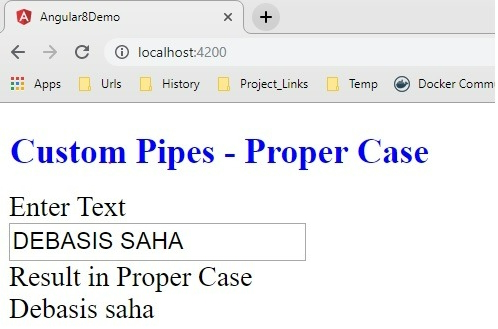 Angular8Demo
localhost:4200
Apps Urls History Project_Links Temp Docker Comm
Custom Pipes - Proper Case
Enter Text
DEBASIS SAHA
Result in Proper Case
Debasis saha